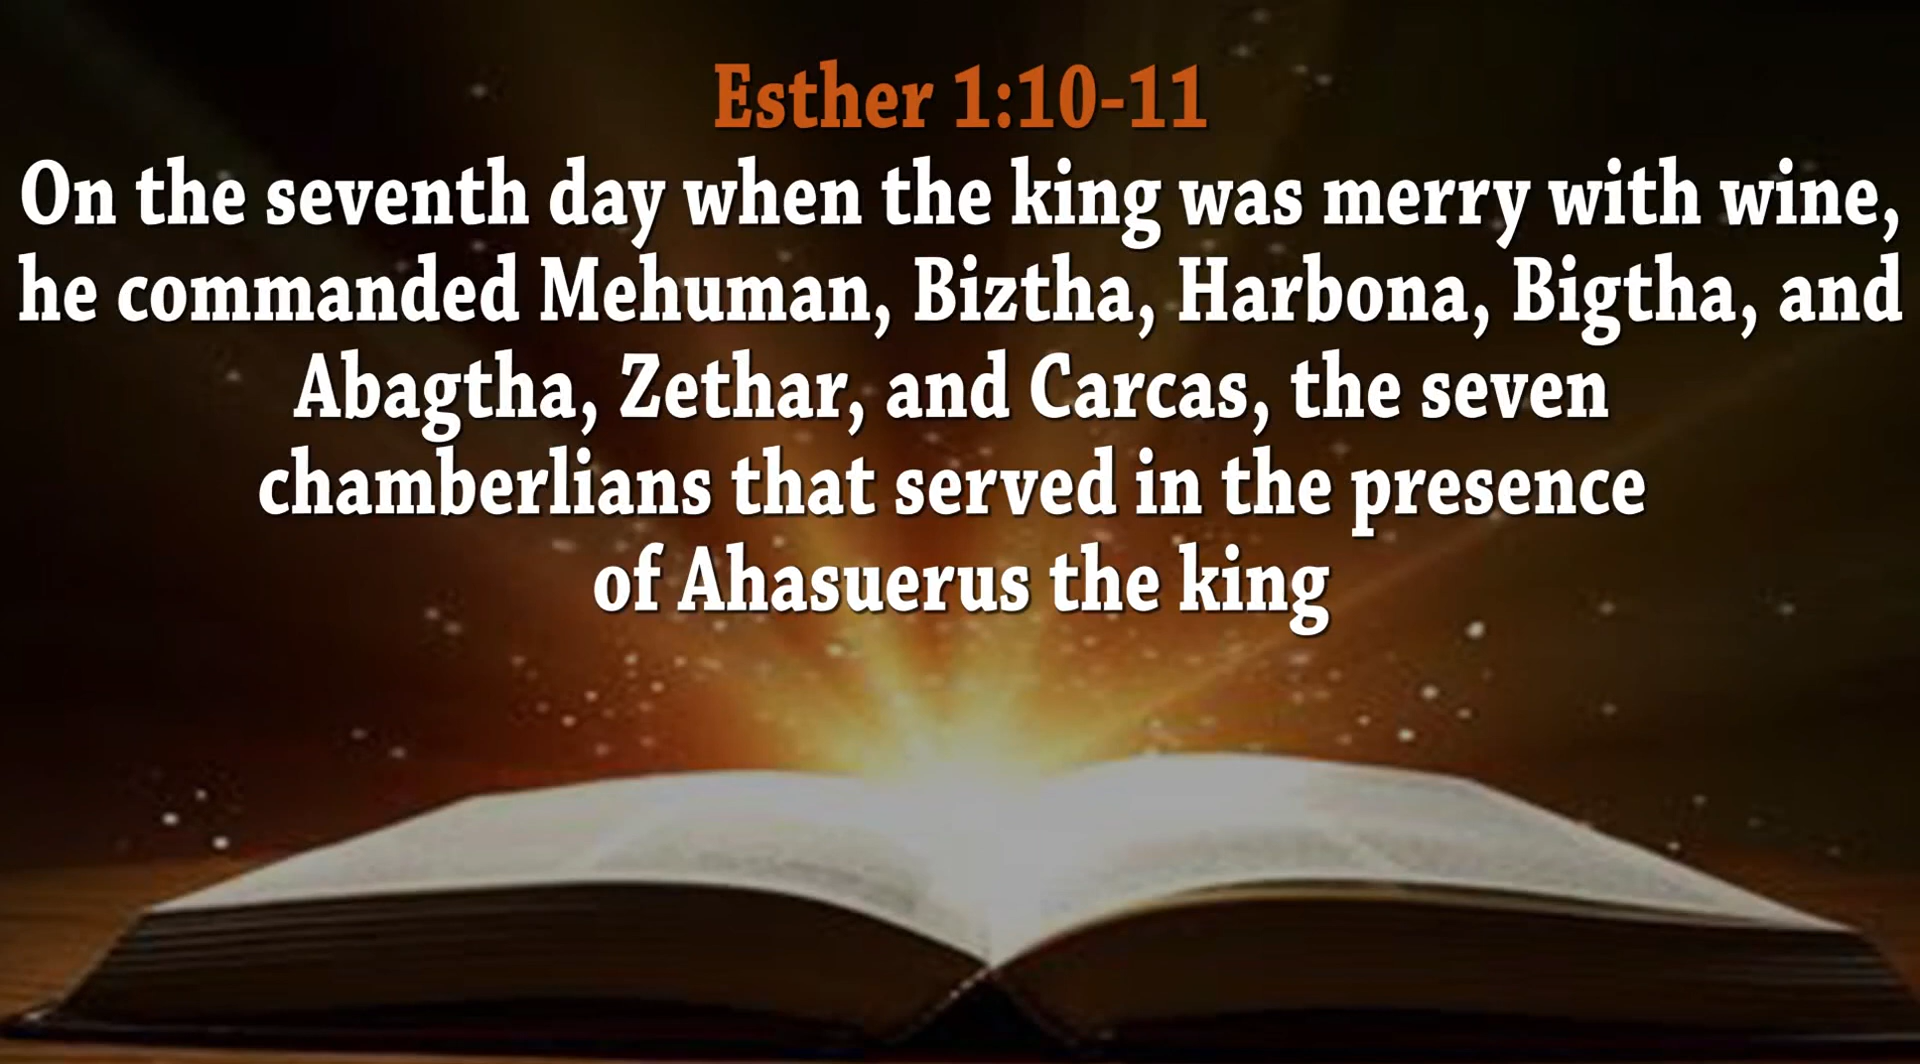 Esther 1:10-11
On the seventh day when the king was merry with wine,
he commanded Mehuman, Biztha, Harbona, Bigtha, and
Abagtha, Zethar, and Carcas, the seven
chamberlians that served in the presence
of Ahasuerus the king